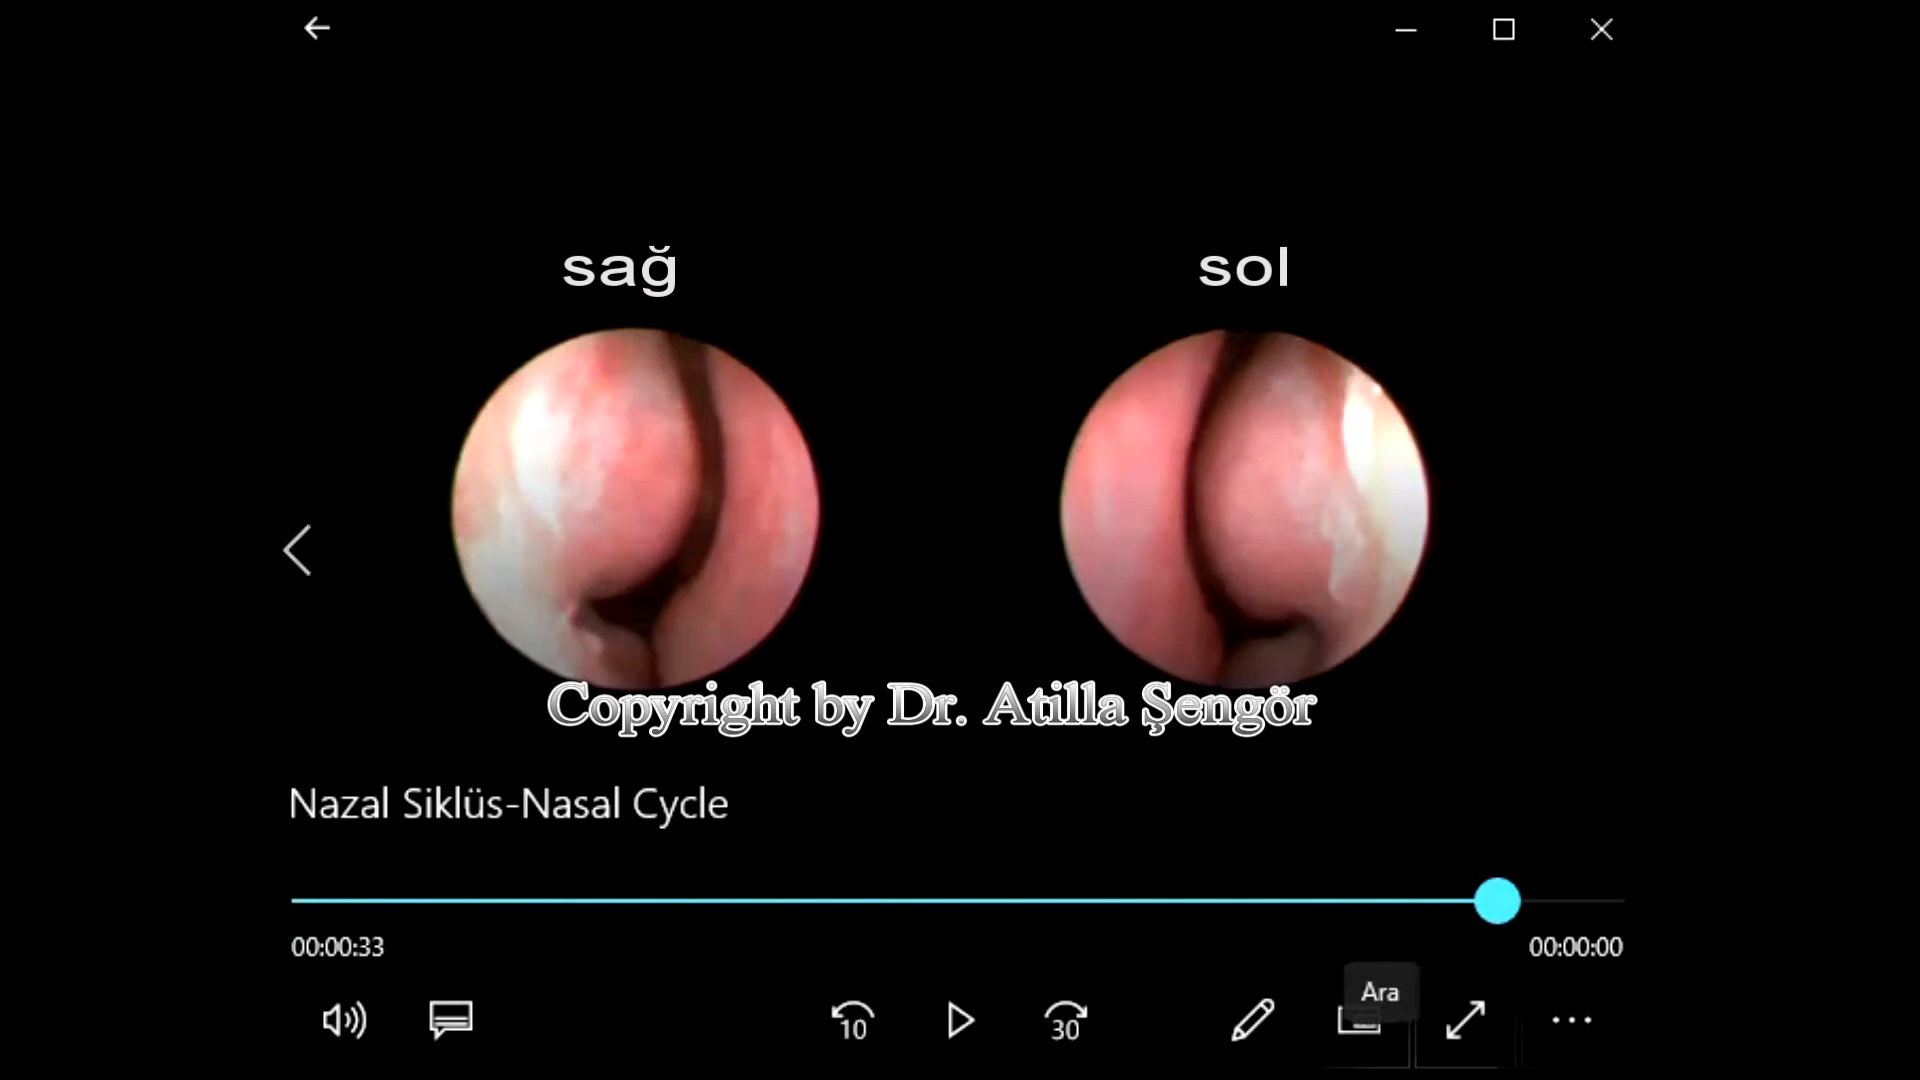 sağ
sol
Copyright by Dr. Atilla Şengör
Nazal Siklüs-Nasal Cycle
00:00:33
00:00:00
Ara
10
30